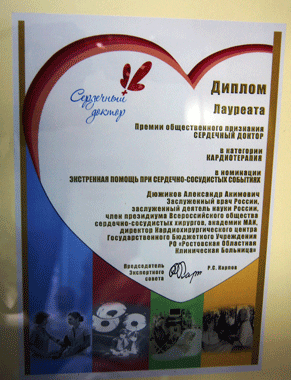 Сердечный
доктор
Диплом
Лауреата
Премии общественного признания
СЕРДЕЧНЫЙ ДОКТОР
в категории
КАРДИОТЕРАПИЯ
в номинации
ЭКСТРЕННАЯ ПОМОЩЬ ПРИ СЕРДЕЧНО-СОСУДИСТЫХ СОБЫТИЯХ
Дюжиков Александр Акимович
Заслуженный врач России,
заслуженный деятель науки России,
член президиума Всероссийского общества
сердечно-сосудистых хирургов, академик МАИ,
директор Кардиохирургического центра
Государственного Бюджетного Учреждения
РО «Ростовская Областная
Клиническая Больница»
Председатель
Экспертного
совета
Р.С. Карпов